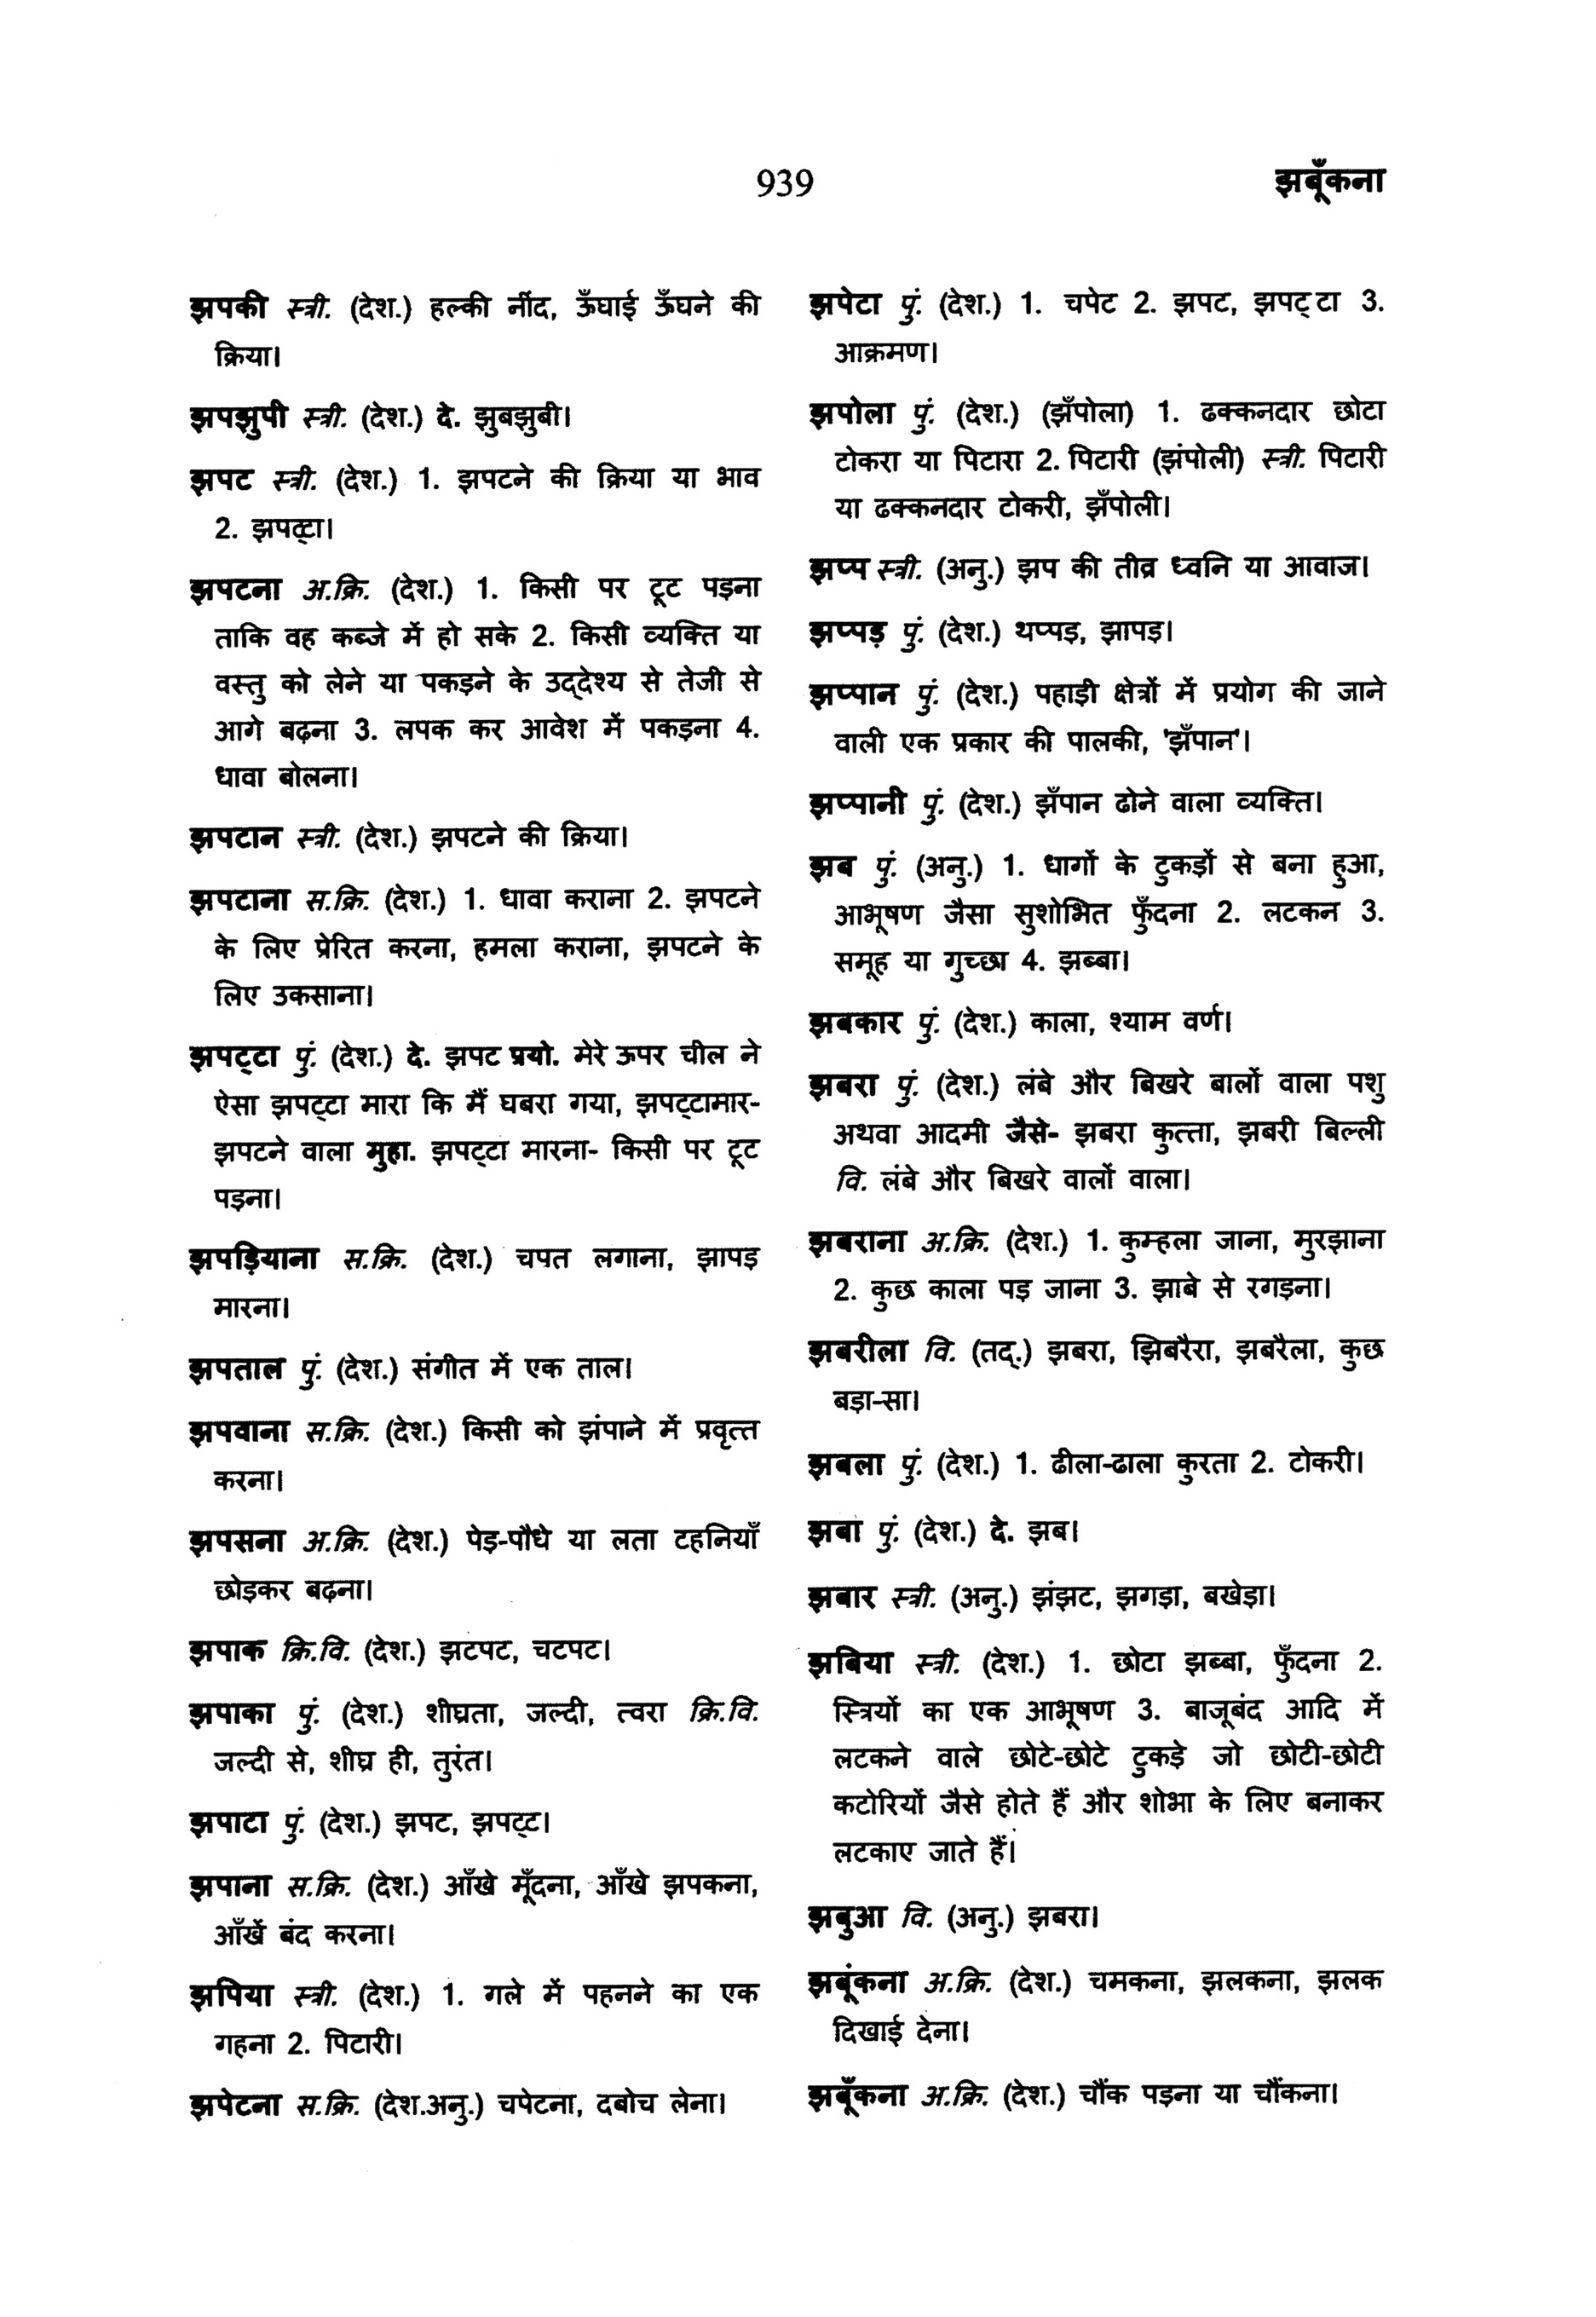 939
झबूँकना
झपकी स्त्री. (देश.) हल्की नींद, ऊँघाई ऊँघने की
क्रिया।
झपझुपी स्त्री. (देश.) दे. झुबझुबी।
झपट स्त्री. (देश.) 1. झपटने की क्रिया या भाव
2. झपट्टा।
झपटना अ.क्रि. (देश.) 1. किसी पर टूट पड़ना
ताकि वह कब्जे में हो सके 2. किसी व्यक्ति या
वस्तु को लेने या पकड़ने के उद्देश्य से तेजी से
आगे बढ़ना 3. लपक कर आवेश में पकड़ना 4.
धावा बोलना।
झपटान स्त्री. (देश.) झपटने की क्रिया।
झपटाना स.क्रि. (देश.) 1. धावा कराना 2. झपटने
के लिए प्रेरित करना, हमला कराना, झपटने के
लिए उकसाना।
झपट्टा पुं. (देश.) दे. झपट प्रयो. मेरे ऊपर चील ने
ऐसा झपट्टा मारा कि मैं घबरा गया, झपट्टामार-
झपटने वाला मुहा. झपट्टा मारना- किसी पर टूट
पड़ना।
झपड़ियाना स.क्रि. (देश.) चपत लगाना, झापड़
मारना।
झपताल पुं. (देश.) संगीत में एक ताल।
झपवाना स.क्रि. (देश.) किसी को झंपाने में प्रवृत्त
करना।
झपसना अ.क्रि. (देश.) पेड़-पौधे या लता टहनियाँ
छोड़कर बढ़ना।
झपाक क्रि.वि. (देश.) झटपट, चटपट।
झपाका पुं. (देश.) शीघ्रता, जल्दी, त्वरा क्रि.वि.
जल्दी से, शीघ्र ही, तुरंत।
झपाटा पुं. (देश.) झपट, झपट्ट।
झपाना स.क्रि. (देश.) आँखे मूँदना, आँखे झपकना,
आँखें बंद करना।
झपिया स्त्री. (देश.) 1. गले में पहनने का एक
गहना 2. पिटारी।
झपेटना स.क्रि. (देश.अनु.) चपेटना, दबोच लेना।
झपेटा पुं. (देश.) 1. चपेट 2. झपट, झपट्टा 3.
आक्रमण।
झपोला पुं. (देश.) (झँपोला) 1. ढक्कनदार छोटा
टोकरा या पिटारा 2. पिटारी (झंपोली) स्त्री. पिटारी
या ढक्कनदार टोकरी, झँपोली।
झप्प स्त्री. (अनु.) झप की तीव्र ध्वनि या आवाज।
झप्पड़ पुं. (देश.) थप्पड़, झापड़।
झप्पान पुं. (देश.) पहाड़ी क्षेत्रों में प्रयोग की जाने
वाली एक प्रकार की पालकी, 'झँपान'।
झप्पानी पुं. (देश.) झँपान ढोने वाला व्यक्ति।
झब पुं. (अनु.) 1. धागों के टुकड़ों से बना हुआ,
आभूषण जैसा सुशोभित फुँदना 2. लटकन 3.
समूह या गुच्छा 4. झब्बा।
झबकार पुं. (देश.) काला, श्याम वर्ण।
झबरा पुं. (देश.) लंबे और बिखरे बालों वाला पशु
अथवा आदमी जैसे- झबरा कुत्ता, झबरी बिल्ली
वि. लंबे और बिखरे वालों वाला।
झबराना अ.क्रि. (देश.) 1. कुम्हला जाना, मुरझाना
2. कुछ काला पड़ जाना 3. झाबे से रगड़ना।
झबरीला वि. (तद्.) झबरा, झिबरैरा, झबरैला, कुछ
बड़ा-सा।
झबला पुं. (देश.) 1. ढीला-ढाला कुरता 2. टोकरी।
झबा पुं. (देश.) दे. झब।
झबार स्त्री. (अनु.) झंझट, झगड़ा, बखेड़ा।
झबिया स्त्री. (देश.) 1. छोटा झब्बा, फुँदना 2.
स्त्रियों का एक आभूषण 3. बाजूबंद आदि में
लटकने वाले छोटे-छोटे टुकड़े जो छोटी-छोटी
कटोरियों जैसे होते हैं और शोभा के लिए बनाकर
लटकाए जाते हैं।
झबुआ वि. (अनु.) झबरा।
झबूंकना अ.क्रि. (देश.) चमकना, झलकना, झलक
दिखाई देना।
झबूँकना अ.क्रि. (देश.) चौंक पड़ना या चौंकना।